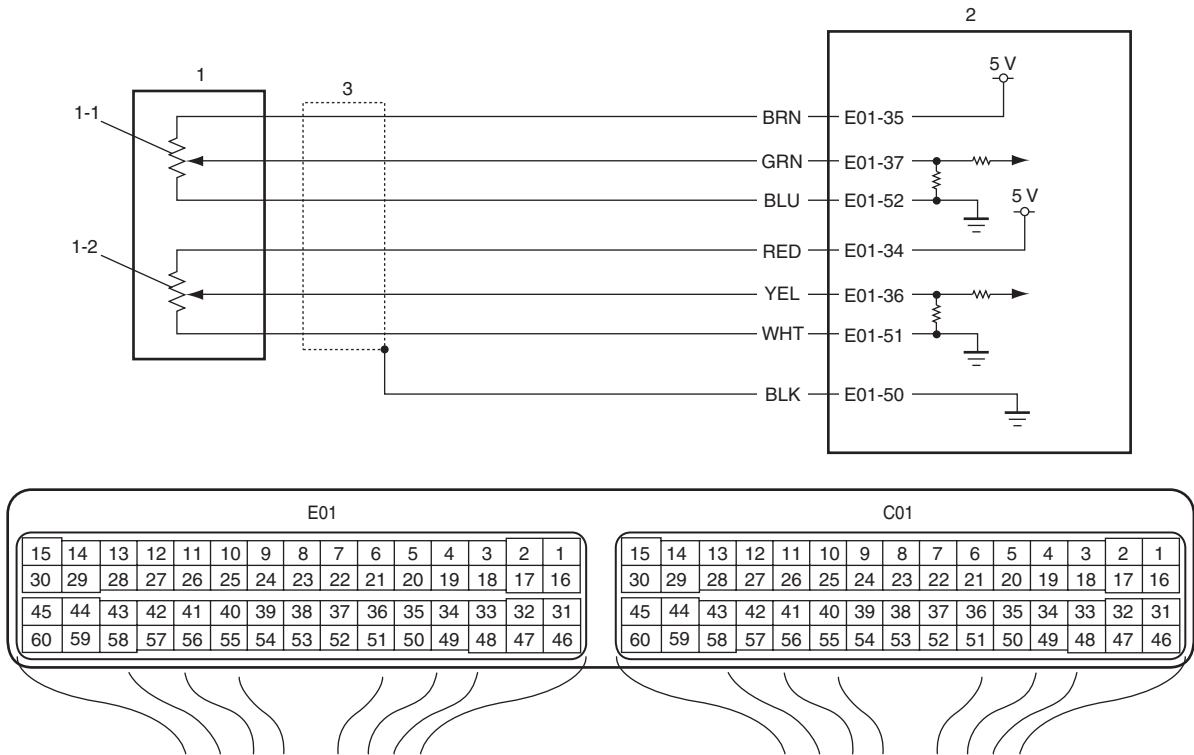 2
5 V
1
3
1-1
BRN E01-35
GRN E01-37
BLU E01-52
5 V
1-2
RED E01-34
YEL E01-36
WHT E01-51
BLK E01-50
E01
15 14 13 12 11 10 9 8 7 6 5 4 3 2 1
30 29 28 27 26 25 24 23 22 21 20 19 18 17 16
45 44 43 42 41 40 39 38 37 36 35 34 33 32 31
60 59 58 57 56 55 54 53 52 51 50 49 48 47 46
C01
15 14 13 12 11 10 9 8 7 6 5 4 3 2 1
30 29 28 27 26 25 24 23 22 21 20 19 18 17 16
45 44 43 42 41 40 39 38 37 36 35 34 33 32 31
60 59 58 57 56 55 54 53 52 51 50 49 48 47 46